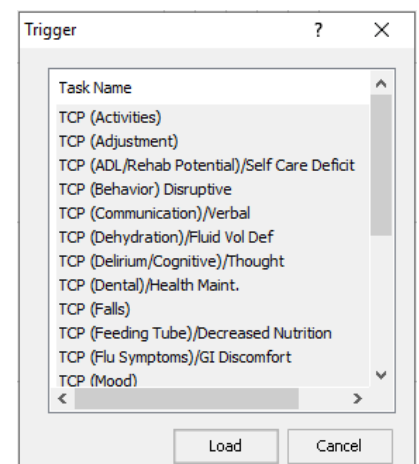 Trigger ?
Task Name
TCP (Activities)
TCP (Adjustment)
TCP (ADL/Rehab Potential)/Self Care Deficit
TCP (Behavior) Disruptive
TCP (Communication)/Verbal
TCP (Dehydration)/Fluid Vol Def
TCP (Delirium/Cognitive)/Thought
TCP (Dental)/Health Maint.
TCP (Falls)
TCP (Feeding Tube)/Decreased Nutrition
TCP (Flu Symptoms)/GI Discomfort
TCP (Mood)
Load Cancel